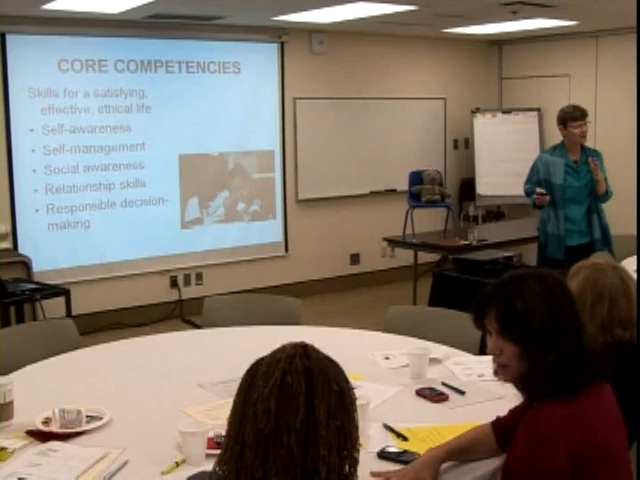 CORE COMPETENCIES
Skills for a satisfying,
effective, ethical life
• Self-awareness
• Self-management
• Social awareness
• Relationship skills
• Responsible decision-
making